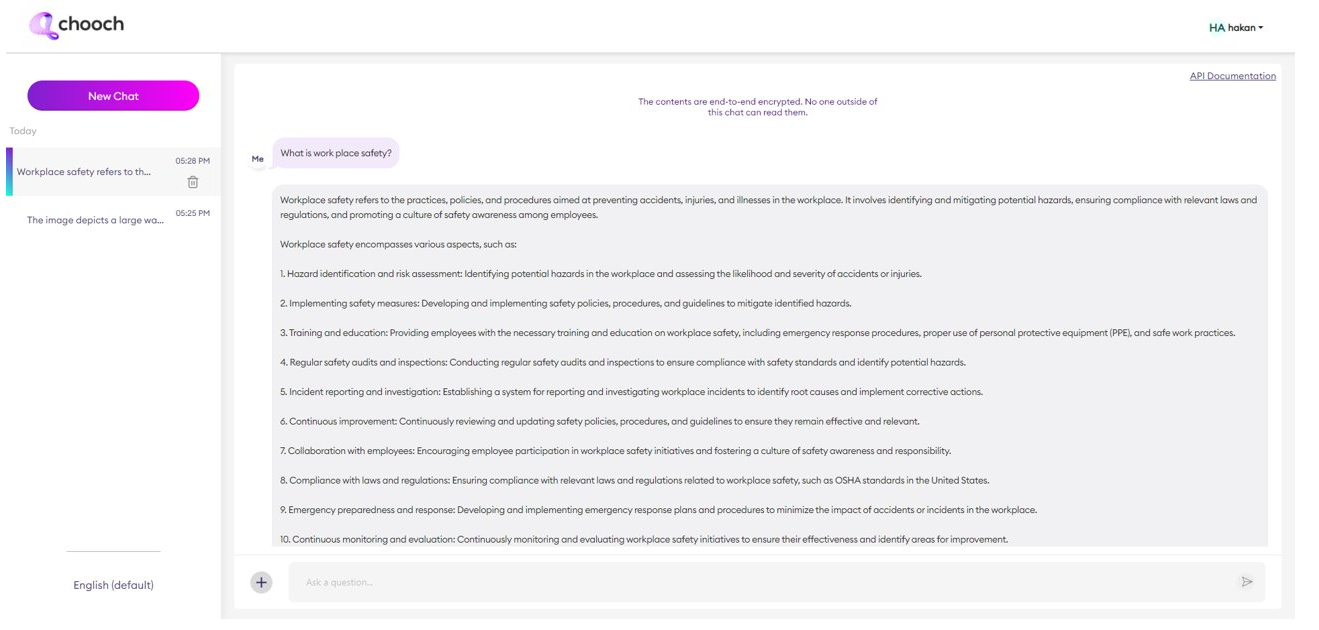 chooch
HA hakan
New Chat
Today
05:28 PM
Workplace safety refers to th...
05:25 PM
The image depicts a large wa...
English (default)
API Documentation
The contents are end-to-end encrypted. No one outside of
this chat can read them.
Me
What is work place safety?
Workplace safety refers to the practices, policies, and procedures aimed at preventing accidents, injuries, and illnesses in the workplace. It involves identifying and mitigating potential hazards, ensuring compliance with relevant laws and
regulations, and promoting a culture of safety awareness among employees.
Workplace safety encompasses various aspects, such as:
1. Hazard identification and risk assessment: Identifying potential hazards in the workplace and assessing the likelihood and severity of accidents or injuries.
2. Implementing safety measures: Developing and implementing safety policies, procedures, and guidelines to mitigate identified hazards.
3. Training and education: Providing employees with the necessary training and education on workplace safety, including emergency response procedures, proper use of personal protective equipment (PPE), and safe work practices.
4. Regular safety audits and inspections: Conducting regular safety audits and inspections to ensure compliance with safety standards and identify potential hazards.
5. Incident reporting and investigation: Establishing a system for reporting and investigating workplace incidents to identify root causes and implement corrective actions.
6. Continuous improvement: Continuously reviewing and updating safety policies, procedures, and guidelines to ensure they remain effective and relevant.
7. Collaboration with employees: Encouraging employee participation in workplace safety initiatives and fostering a culture of safety awareness and responsibility.
8. Compliance with laws and regulations: Ensuring compliance with relevant laws and regulations related to workplace safety, such as OSHA standards in the United States.
9. Emergency preparedness and response: Developing and implementing emergency response plans and procedures to minimize the impact of accidents or incidents in the workplace.
10. Continuous monitoring and evaluation: Continuously monitoring and evaluating workplace safety initiatives to ensure their effectiveness and identify areas for improvement.
Ask a question...